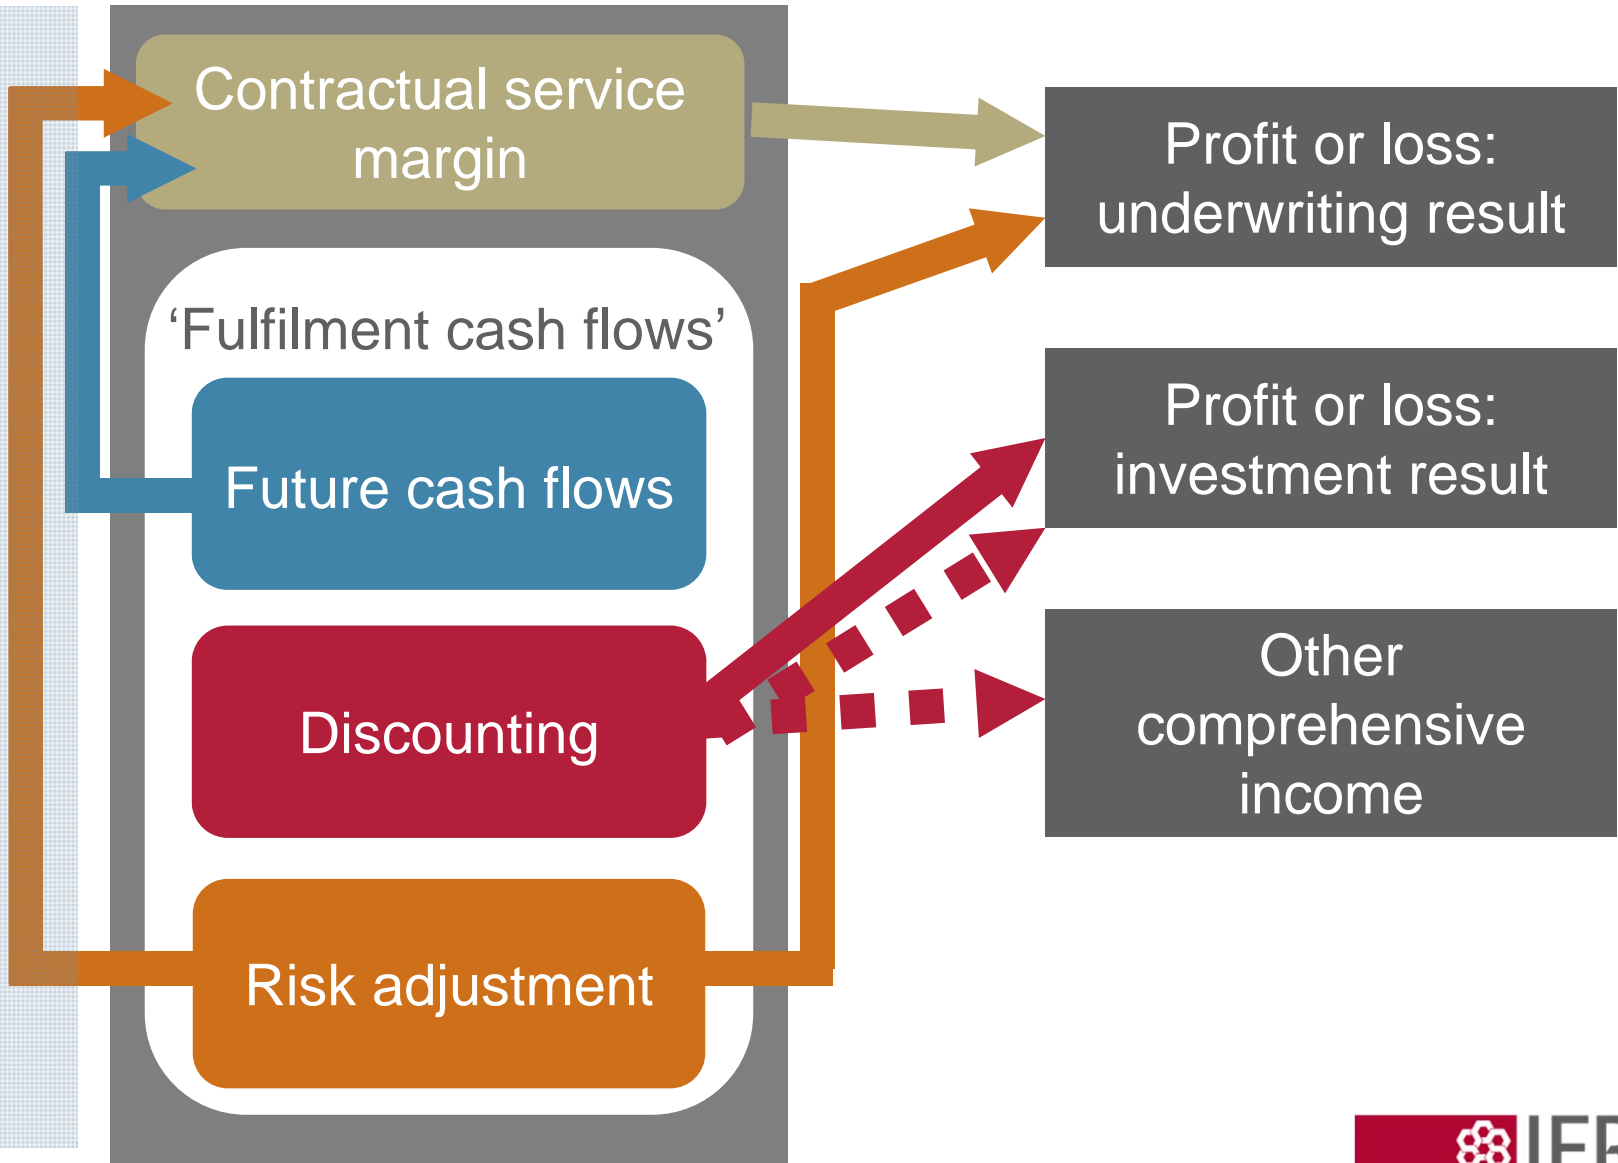 Contractual service
margin
‘Fulfilment cash flows’
Future cash flows
Discounting
Risk adjustment
Profit or loss:
underwriting result
Profit or loss:
investment result
Other
comprehensive
income